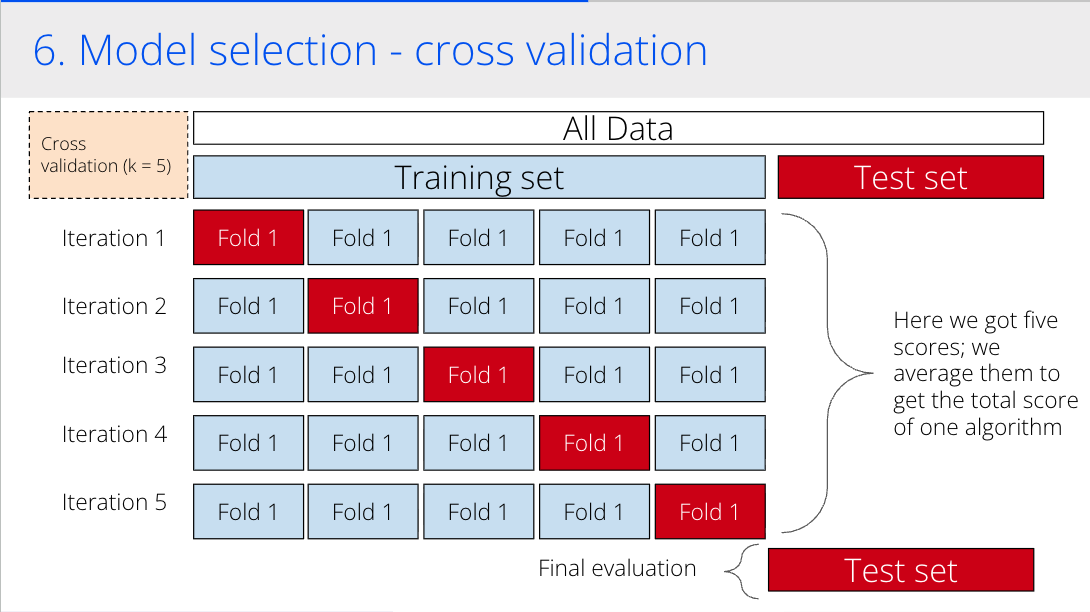 6. Model selection - cross validation
Cross
validation (k = 5)
All Data
Training set
Test set
Iteration 1
Fold 1
Fold 1
Fold 1
Fold 1
Fold 1
Iteration 2
Fold 1
Fold 1
Fold 1
Fold 1
Fold 1
Iteration 3
Fold 1
Fold 1
Fold 1
Fold 1
Fold 1
Iteration 4
Fold 1
Fold 1
Fold 1
Fold 1
Fold 1
Iteration 5
Fold 1
Fold 1
Fold 1
Fold 1
Fold 1
Here we got five
scores; we
average them to
get the total score
of one algorithm
Final evaluation
Test set